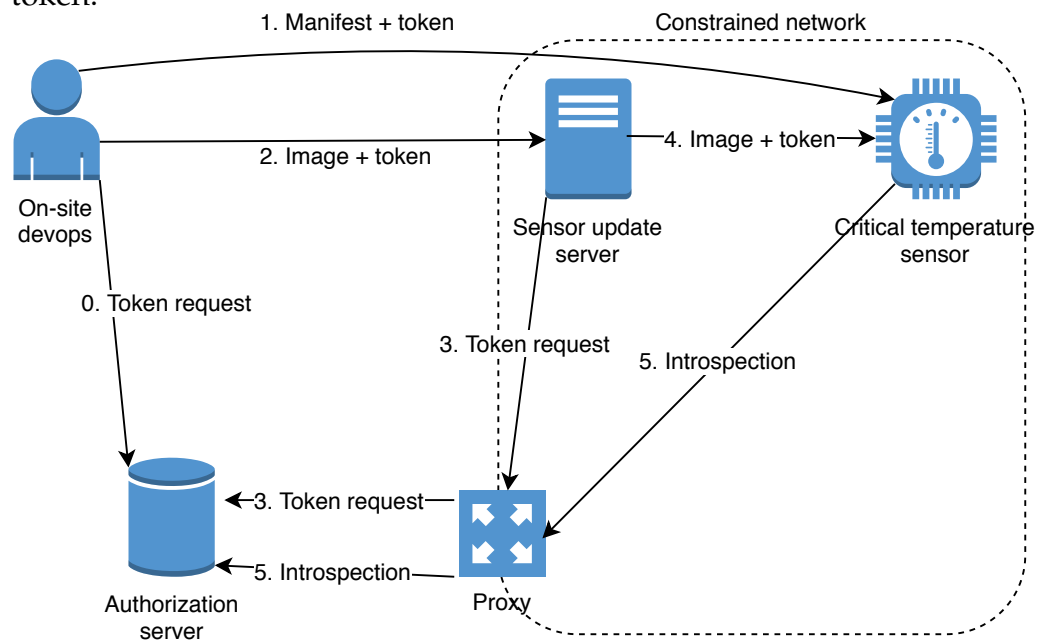 token.
1. Manifest + token
Constrained network
2. Image + token
4. Image + token
On-site
devops
Sensor update
server
Critical temperature
sensor
0. Token request
3. Token request
5. Introspection
3. Token request
5. Introspection
Authorization
server
Proxy